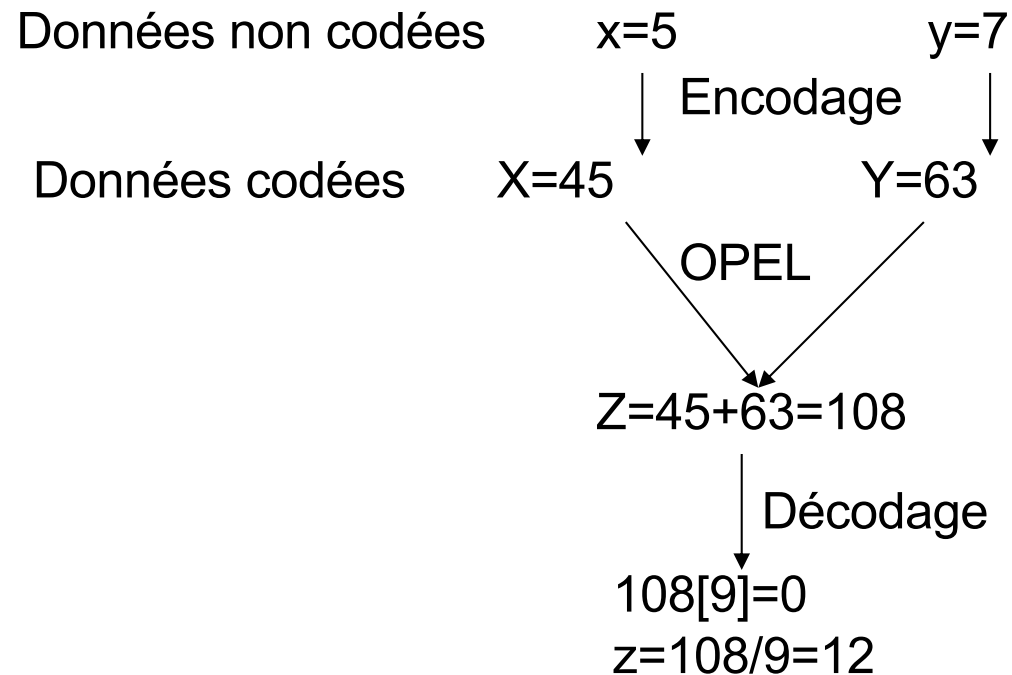 Données non codées x=5 y=7
Encodage
Données codées X=45 Y=63
OPEL
Z=45+63=108
Décodage
108[9]=0
z=108/9=12